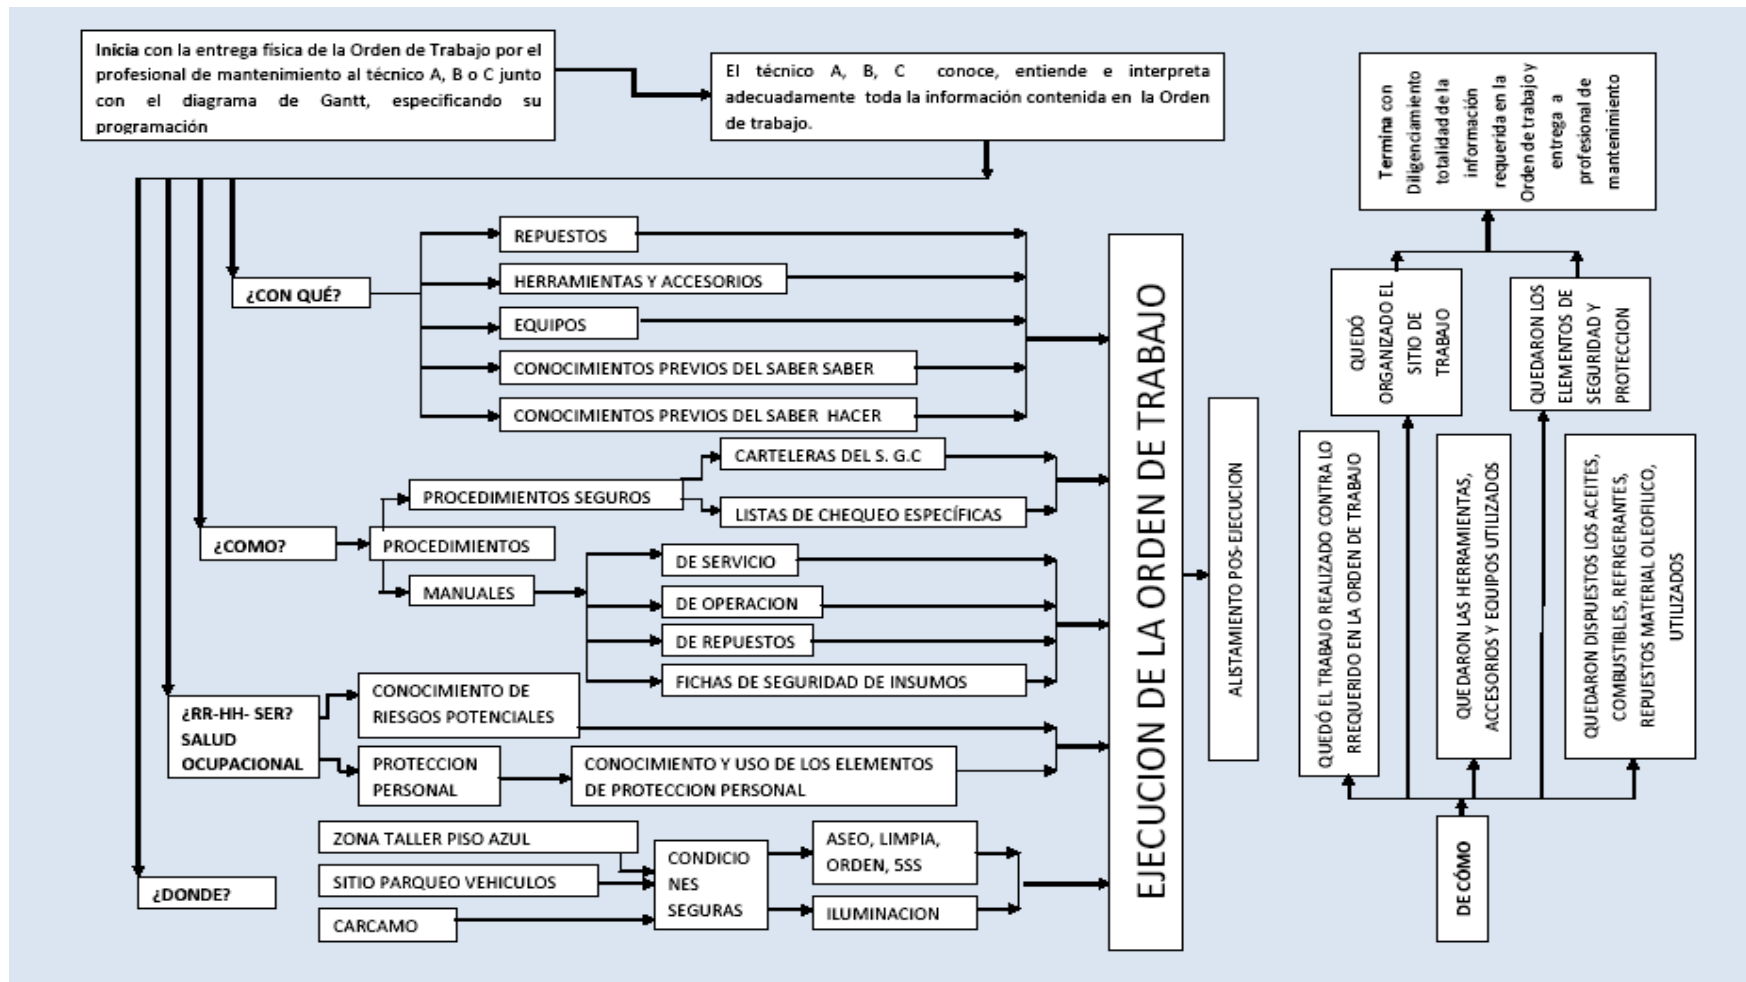 Inicia con la entrega física de la Orden de Trabajo por el
profesional de mantenimiento al técnico A, B o C junto
con el diagrama de Gantt, especificando su
programación
El técnico A, B, C conoce, entiende e interpreta
adecuadamente toda la información contenida en la Orden
de trabajo.
¿CON QUÉ?
REPUESTOS
HERRAMIENTAS Y ACCESORIOS
EQUIPOS
CONOCIMIENTOS PREVIOS DEL SABER SABER
CONOCIMIENTOS PREVIOS DEL SABER HACER
¿COMO?
PROCEDIMIENTOS
PROCEDIMIENTOS SEGUROS
CARTELERAS DEL S. G.C
LISTAS DE CHEQUEO ESPECÍFICAS
MANUALES
DE SERVICIO
DE OPERACION
DE REPUESTOS
FICHAS DE SEGURIDAD DE INSUMOS
¿RR-HH- SER?
SALUD
OCUPACIONAL
CONOCIMIENTO DE
RIESGOS POTENCIALES
PROTECCION
PERSONAL
CONOCIMIENTO Y USO DE LOS ELEMENTOS
DE PROTECCION PERSONAL
¿DONDE?
ZONA TALLER PISO AZUL
SITIO PARQUEO VEHICULOS
CARCAMO
CONDICIO
NES
SEGURAS
ASEO, LIMPIA,
ORDEN, 5SS
ILUMINACION
EJECUCION DE LA ORDEN DE TRABAJO
ALISTAMIENTO POS- EJECUCION
DE CÓMO
QUEDÓ EL TRABAJO REALIZADO CONTRA LO
RREQUERIDO EN LA ORDEN DE TRABAJO
QUEDARON LAS HERRAMIENTAS,
ACCESORIOS Y EQUIPOS UTILIZADOS
QUEDARON DISPUESTOS LOS ACEITES,
COMBUSTIBLES, REFRIGERANTES,
REPUESTOS MATERIAL OLEOFILICO,
UTILIZADOS
QUEDÓ
ORGANIZADO EL
SITIO DE
TRABAJO
QUEDARON LOS
ELEMENTOS DE
SEGURIDAD Y
PROTECCION
Termina con
Diligenciamiento
totalidad de la
información
requerida en la
Orden de trabajo y
entrega a
profesional de
mantenimiento